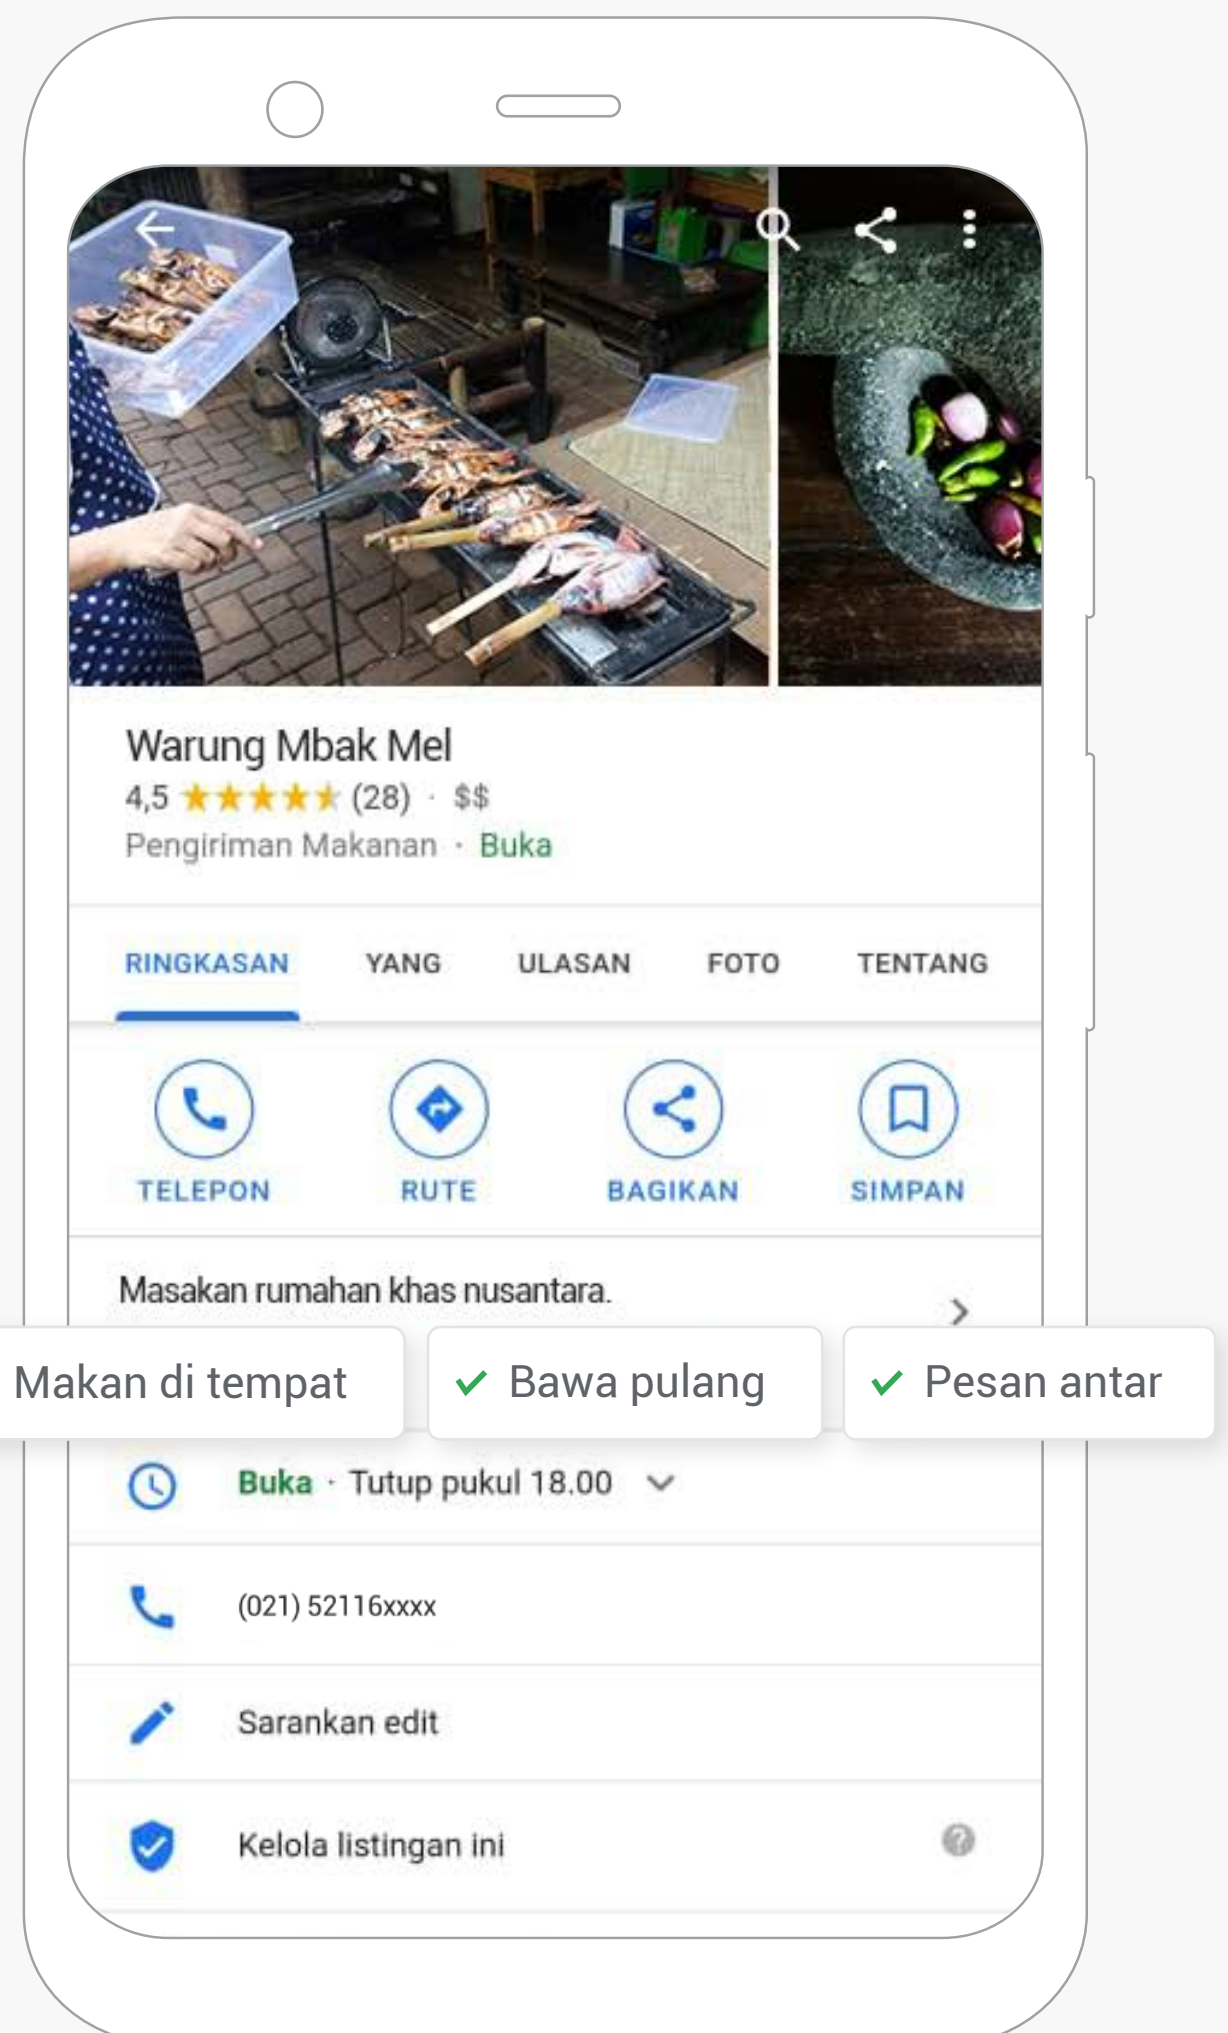 Warung Mbak Mel
4,5 (28) · $$
Pengiriman Makanan · Buka
RINGKASAN YANG ULASAN FOTO TENTANG
TELEPON RUTE BAGIKAN SIMPAN
Masakan rumahan khas nusantara.
Makan di tempat Bawa pulang Pesan antar
Buka · Tutup pukul 18.00
(021) 52116xxxx
Sarankan edit
Kelola listingan ini